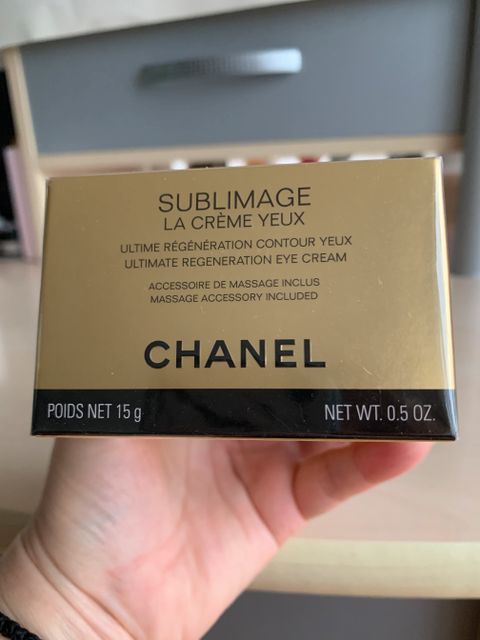 SUBLIMAGE
LA CRÈME YEUX
ULTIME RÉGÉNÉRATION CONTOUR YEUX
ULTIMATE REGENERATION EYE CREAM
ACCESSOIRE DE MASSAGE INCLUS
MASSAGE ACCESSORY INCLUDED
CHANEL
POIDS NET 15 g NET WT. 0.5 OZ.